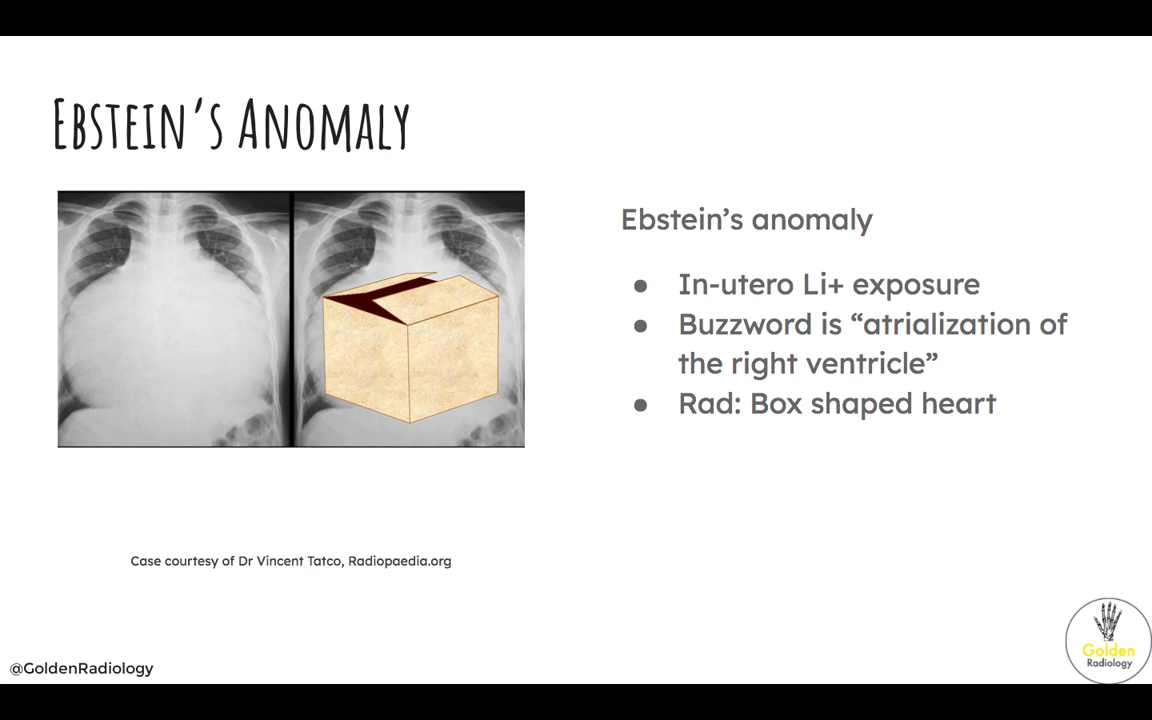 Ebstein's Anomaly
Ebstein's anomaly
● In-utero Li+ exposure
● Buzzword is “atrialization of
the right ventricle”
● Rad: Box shaped heart
Case courtesy of Dr Vincent Tatco, Radiopaedia.org
@GoldenRadiology
Golden
Radiology